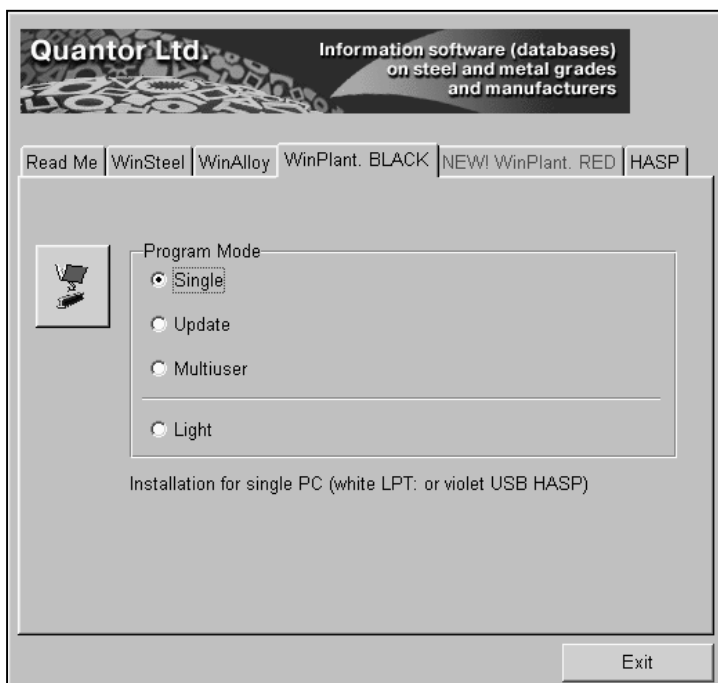 Quantor Ltd.
Information software (databases)
on steel and metal grades
and manufacturers
Read Me WinSteel WinAlloy WinPlant. BLACK NEW! WinPlant. RED HASP
Program Mode
Single
Update
Multiuser
Light
Installation for single PC (white LPT: or violet USB HASP)
Exit